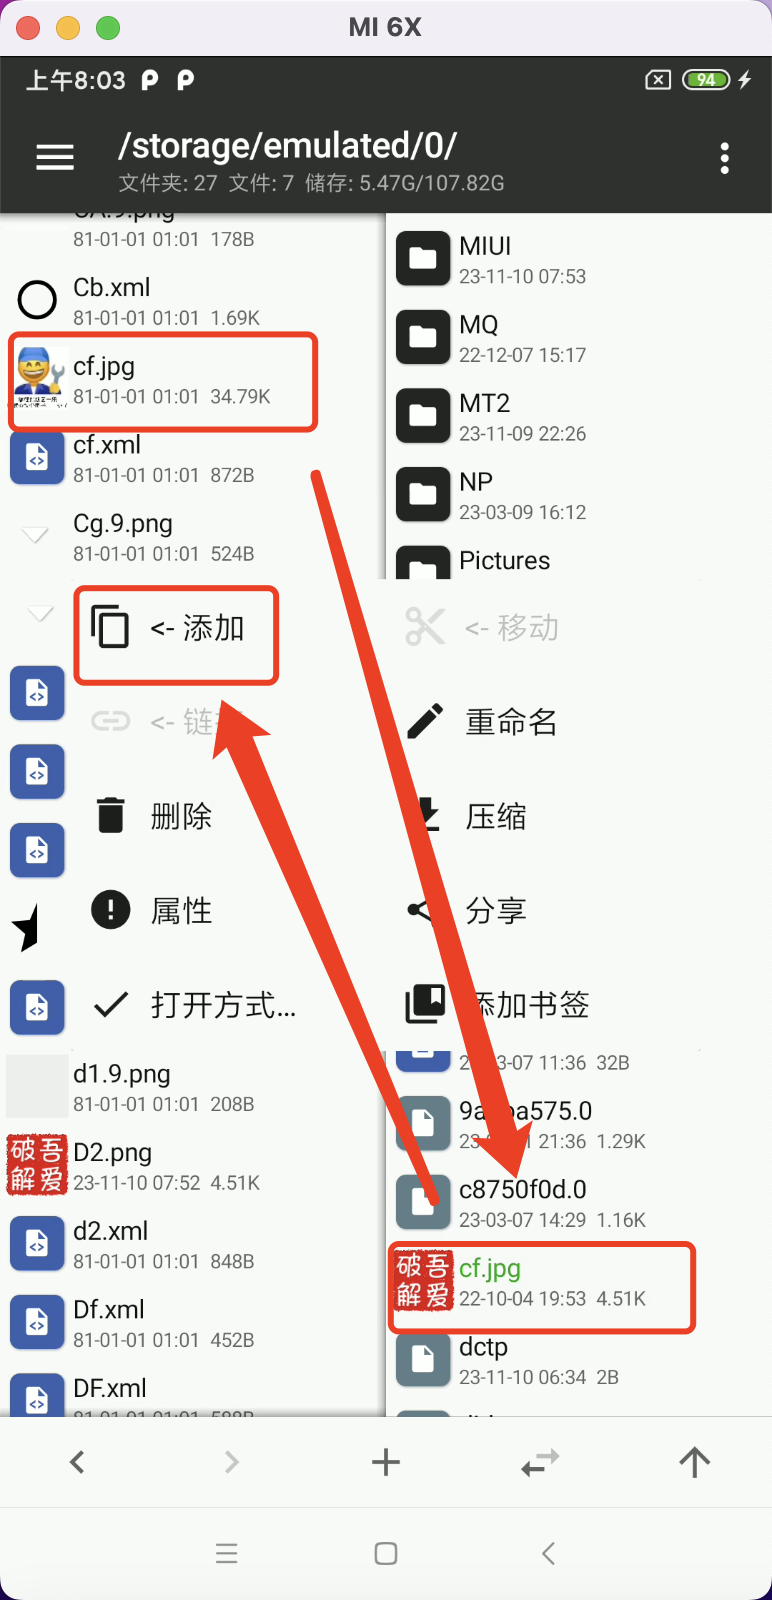 MI 6X
上午8:03
94
/storage/emulated/0/
文件夹: 27 文件: 7 储存: 5.47G/107.82G
CA.9.png
81-01-01 01:01 178B
Cb.xml
81-01-01 01:01 1.69K
cf.jpg
81-01-01 01:01 34.79K
cf.xml
81-01-01 01:01 872B
Cg.9.png
81-01-01 01:01 524B
MIUI
23-11-10 07:53
MQ
22-12-07 15:17
MT2
23-11-09 22:26
NP
23-03-09 16:12
Pictures
<- 添加
<- 移动
<- 链
重命名
删除
压缩
属性
分享
打开方式...
添加书签
d1.9.png
81-01-01 01:01 208B
破吾
解爱
D2.png
23-11-10 07:52 4.51K
d2.xml
81-01-01 01:01 848B
Df.xml
81-01-01 01:01 452B
DF.xml
81-01-01 01:01 588B
3-07 11:36 32B
a575.0
21:36 1.29K
c8750f0d.0
23-03-07 14:29 1.16K
破吾
解爱
cf.jpg
22-10-04 19:53 4.51K
dctp
23-11-10 06:34 2B